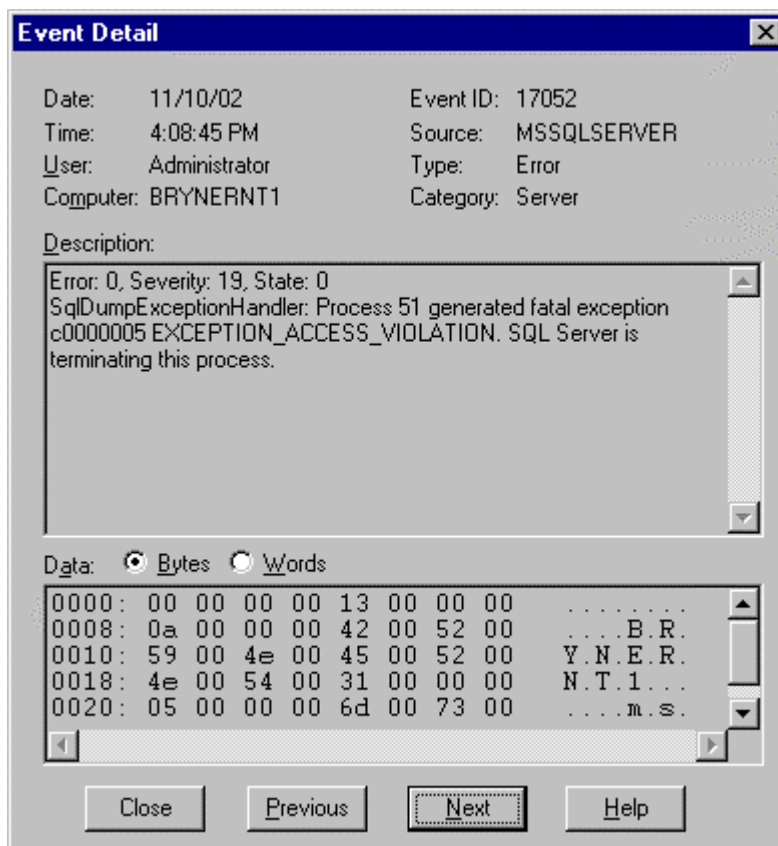 Event Detail
Date: 11/10/02 Event ID: 17052
Time: 4:08:45 PM Source: MSSQLSERVER
User: Administrator Type: Error
Computer: BRYNERNT1 Category: Server
Description:
Error: 0, Severity: 19, State: 0
SqlDumpExceptionHandler: Process 51 generated fatal exception
c0000005 EXCEPTION_ACCESS_VIOLATION. SQL Server is
terminating this process.
Data: Bytes Words
0000: 00 00 00 00 13 00 00 00 ........
0008: 0a 00 00 00 42 00 52 00 ....B.R.
0010: 59 00 4e 00 45 00 52 00 Y.N.E.R.
0018: 4e 00 54 00 31 00 00 00 N.T.1...
0020: 05 00 00 00 6d 00 73 00 ....m.s.
Close Previous Next Help